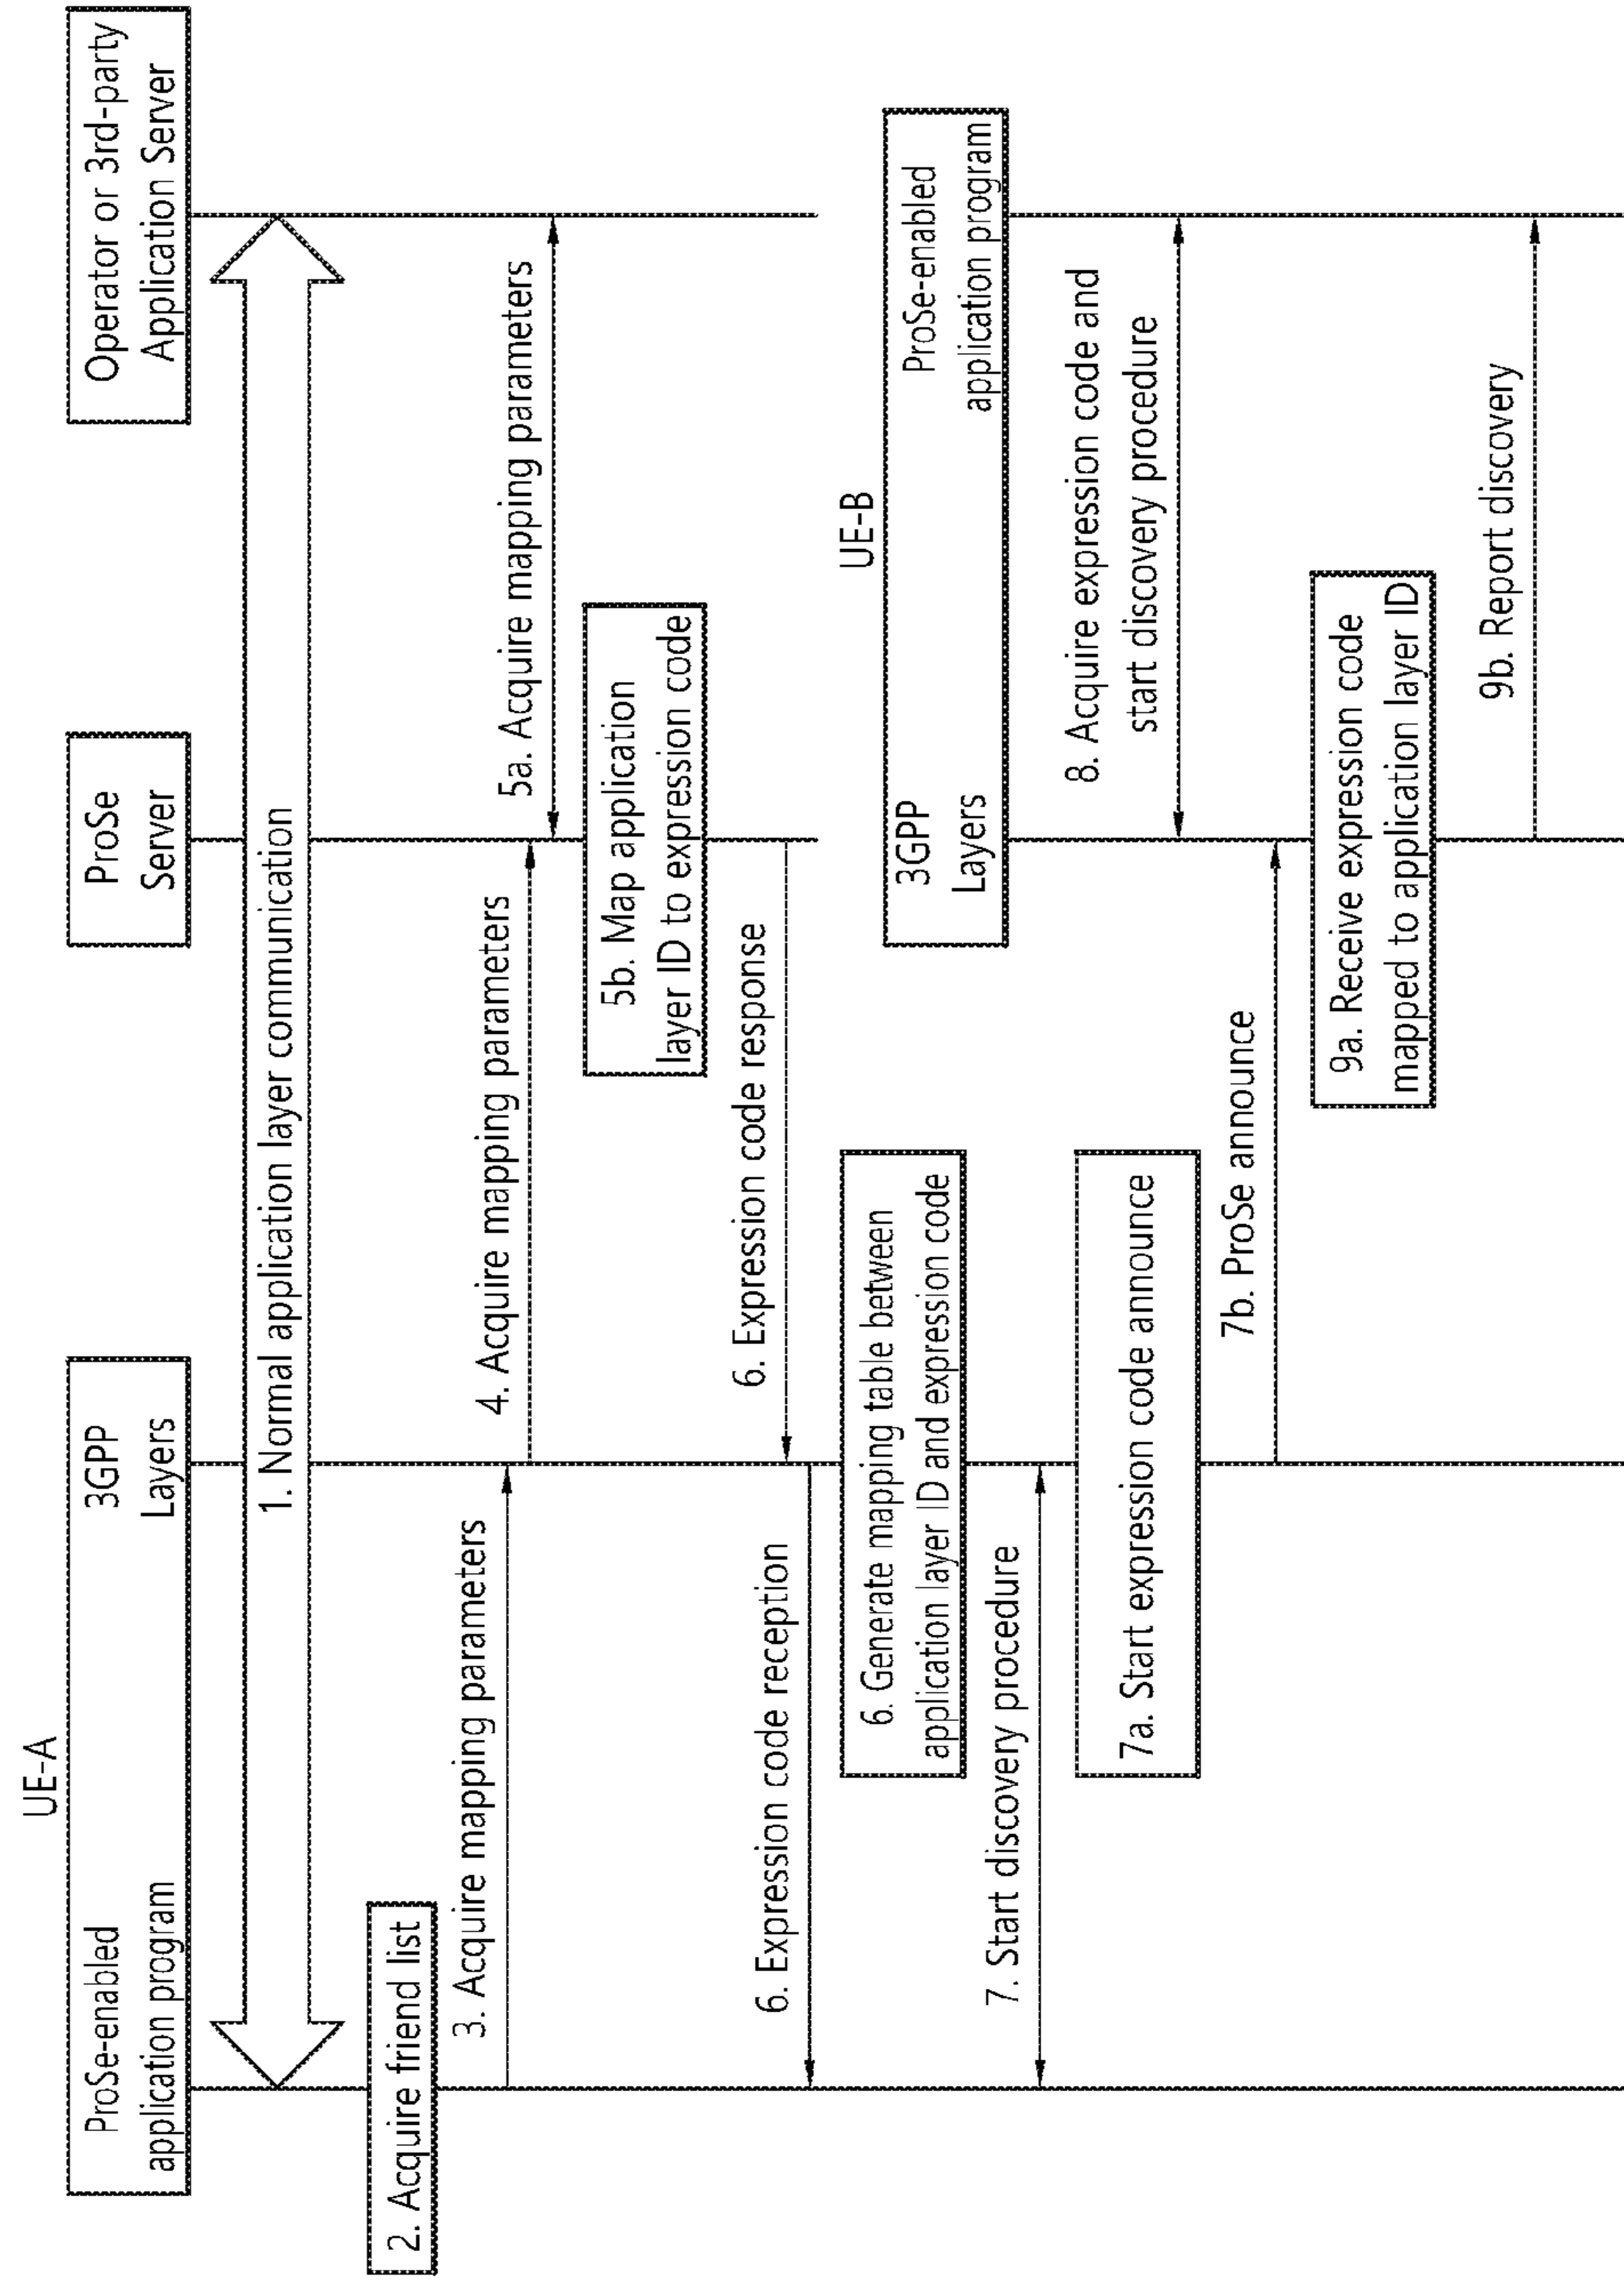 UE-A
ProSe-enabled
application program
3GPP
Layers
ProSe
Server
Operator or 3rd-party
Application Server
1. Normal application layer communication
2. Acquire friend list
3. Acquire mapping parameters
4. Acquire mapping parameters
5a. Acquire mapping parameters
5b. Map application
layer ID to expression code
6. Expression code response
6. Expression code reception
6. Generate mapping table between
application layer ID and expression code
UE-B
3GPP
Layers
ProSe-enabled
application program
7. Start discovery procedure
7a. Start expression code announce
8. Acquire expression code and
start discovery procedure
7b. ProSe announce
9a. Receive expression code
mapped to application layer ID
9b. Report discovery